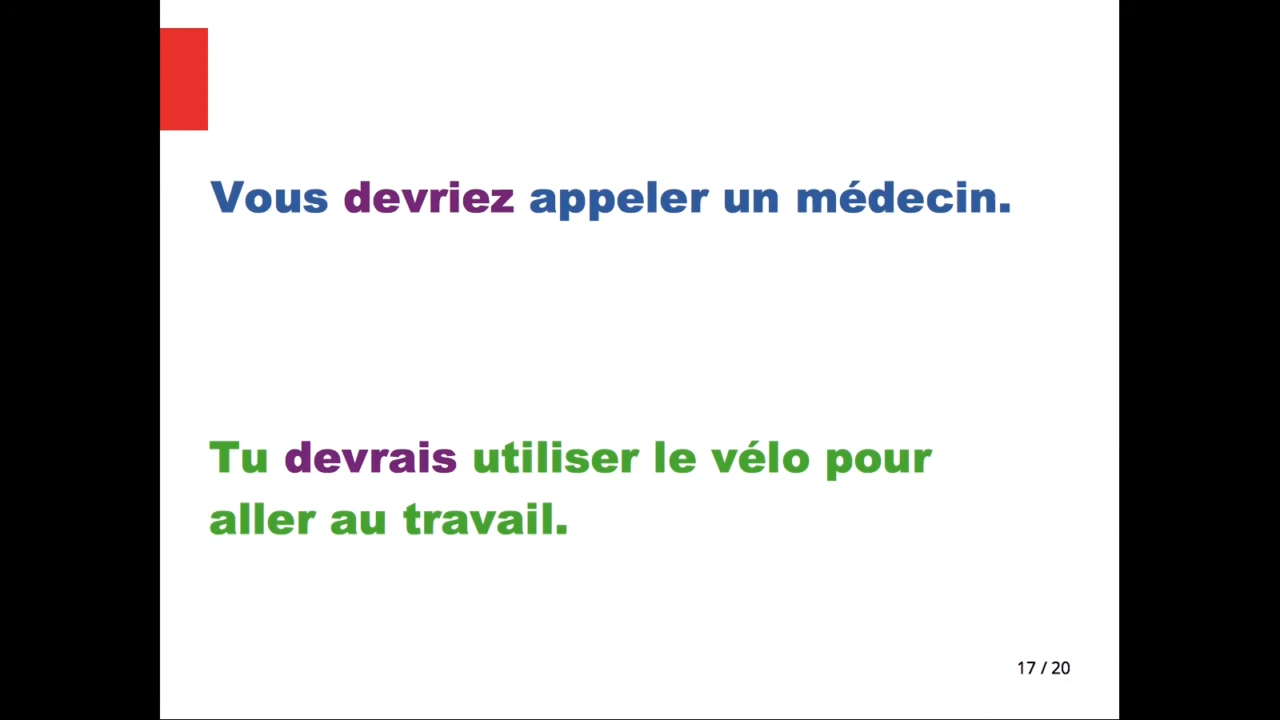 Vous devriez appeler un médecin.
Tu devrais utiliser le vélo pour
aller au travail.
17 / 20